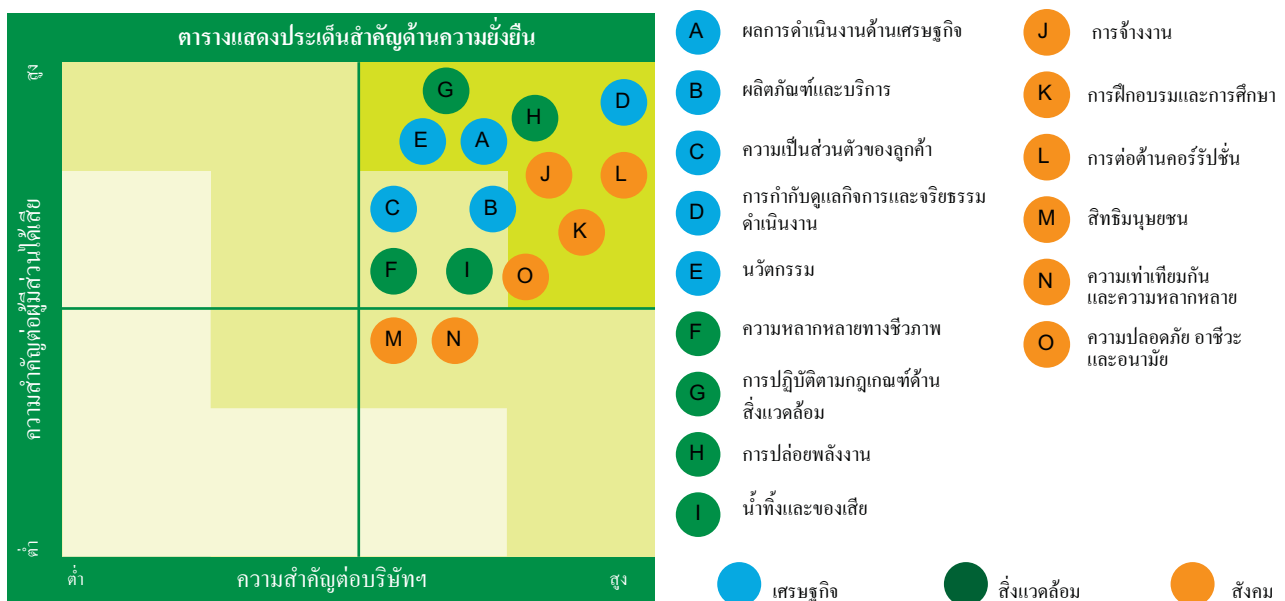 ตารางแสดงประเด็นสำคัญด้านความยั่งยืน
สูง
ความสำคัญต่อผู้มีส่วนได้เสีย
ต่ำ
G
H
D
E
A
J
L
C
B
K
F
I
O
M
N
ต่ำ
ความสำคัญต่อบริษัทฯ
สูง
A ผลการดำเนินงานด้านเศรษฐกิจ
B ผลิตภัณฑ์และบริการ
C ความเป็นส่วนตัวของลูกค้า
D การกำกับดูแลกิจการและจริยธรรม
ดำเนินงาน
E นวัตกรรม
F ความหลากหลายทางชีวภาพ
G การปฏิบัติตามกฎเกณฑ์ด้าน
สิ่งแวดล้อม
H การปล่อยพลังงาน
I น้ำทิ้งและของเสีย
J การจ้างงาน
K การฝึกอบรมและการศึกษา
L การต่อต้านคอร์รัปชั่น
M สิทธิมนุษยชน
N ความเท่าเทียมกัน
และความหลากหลาย
O ความปลอดภัย อาชีวะ
และอนามัย
เศรษฐกิจ
สิ่งแวดล้อม
สังคม